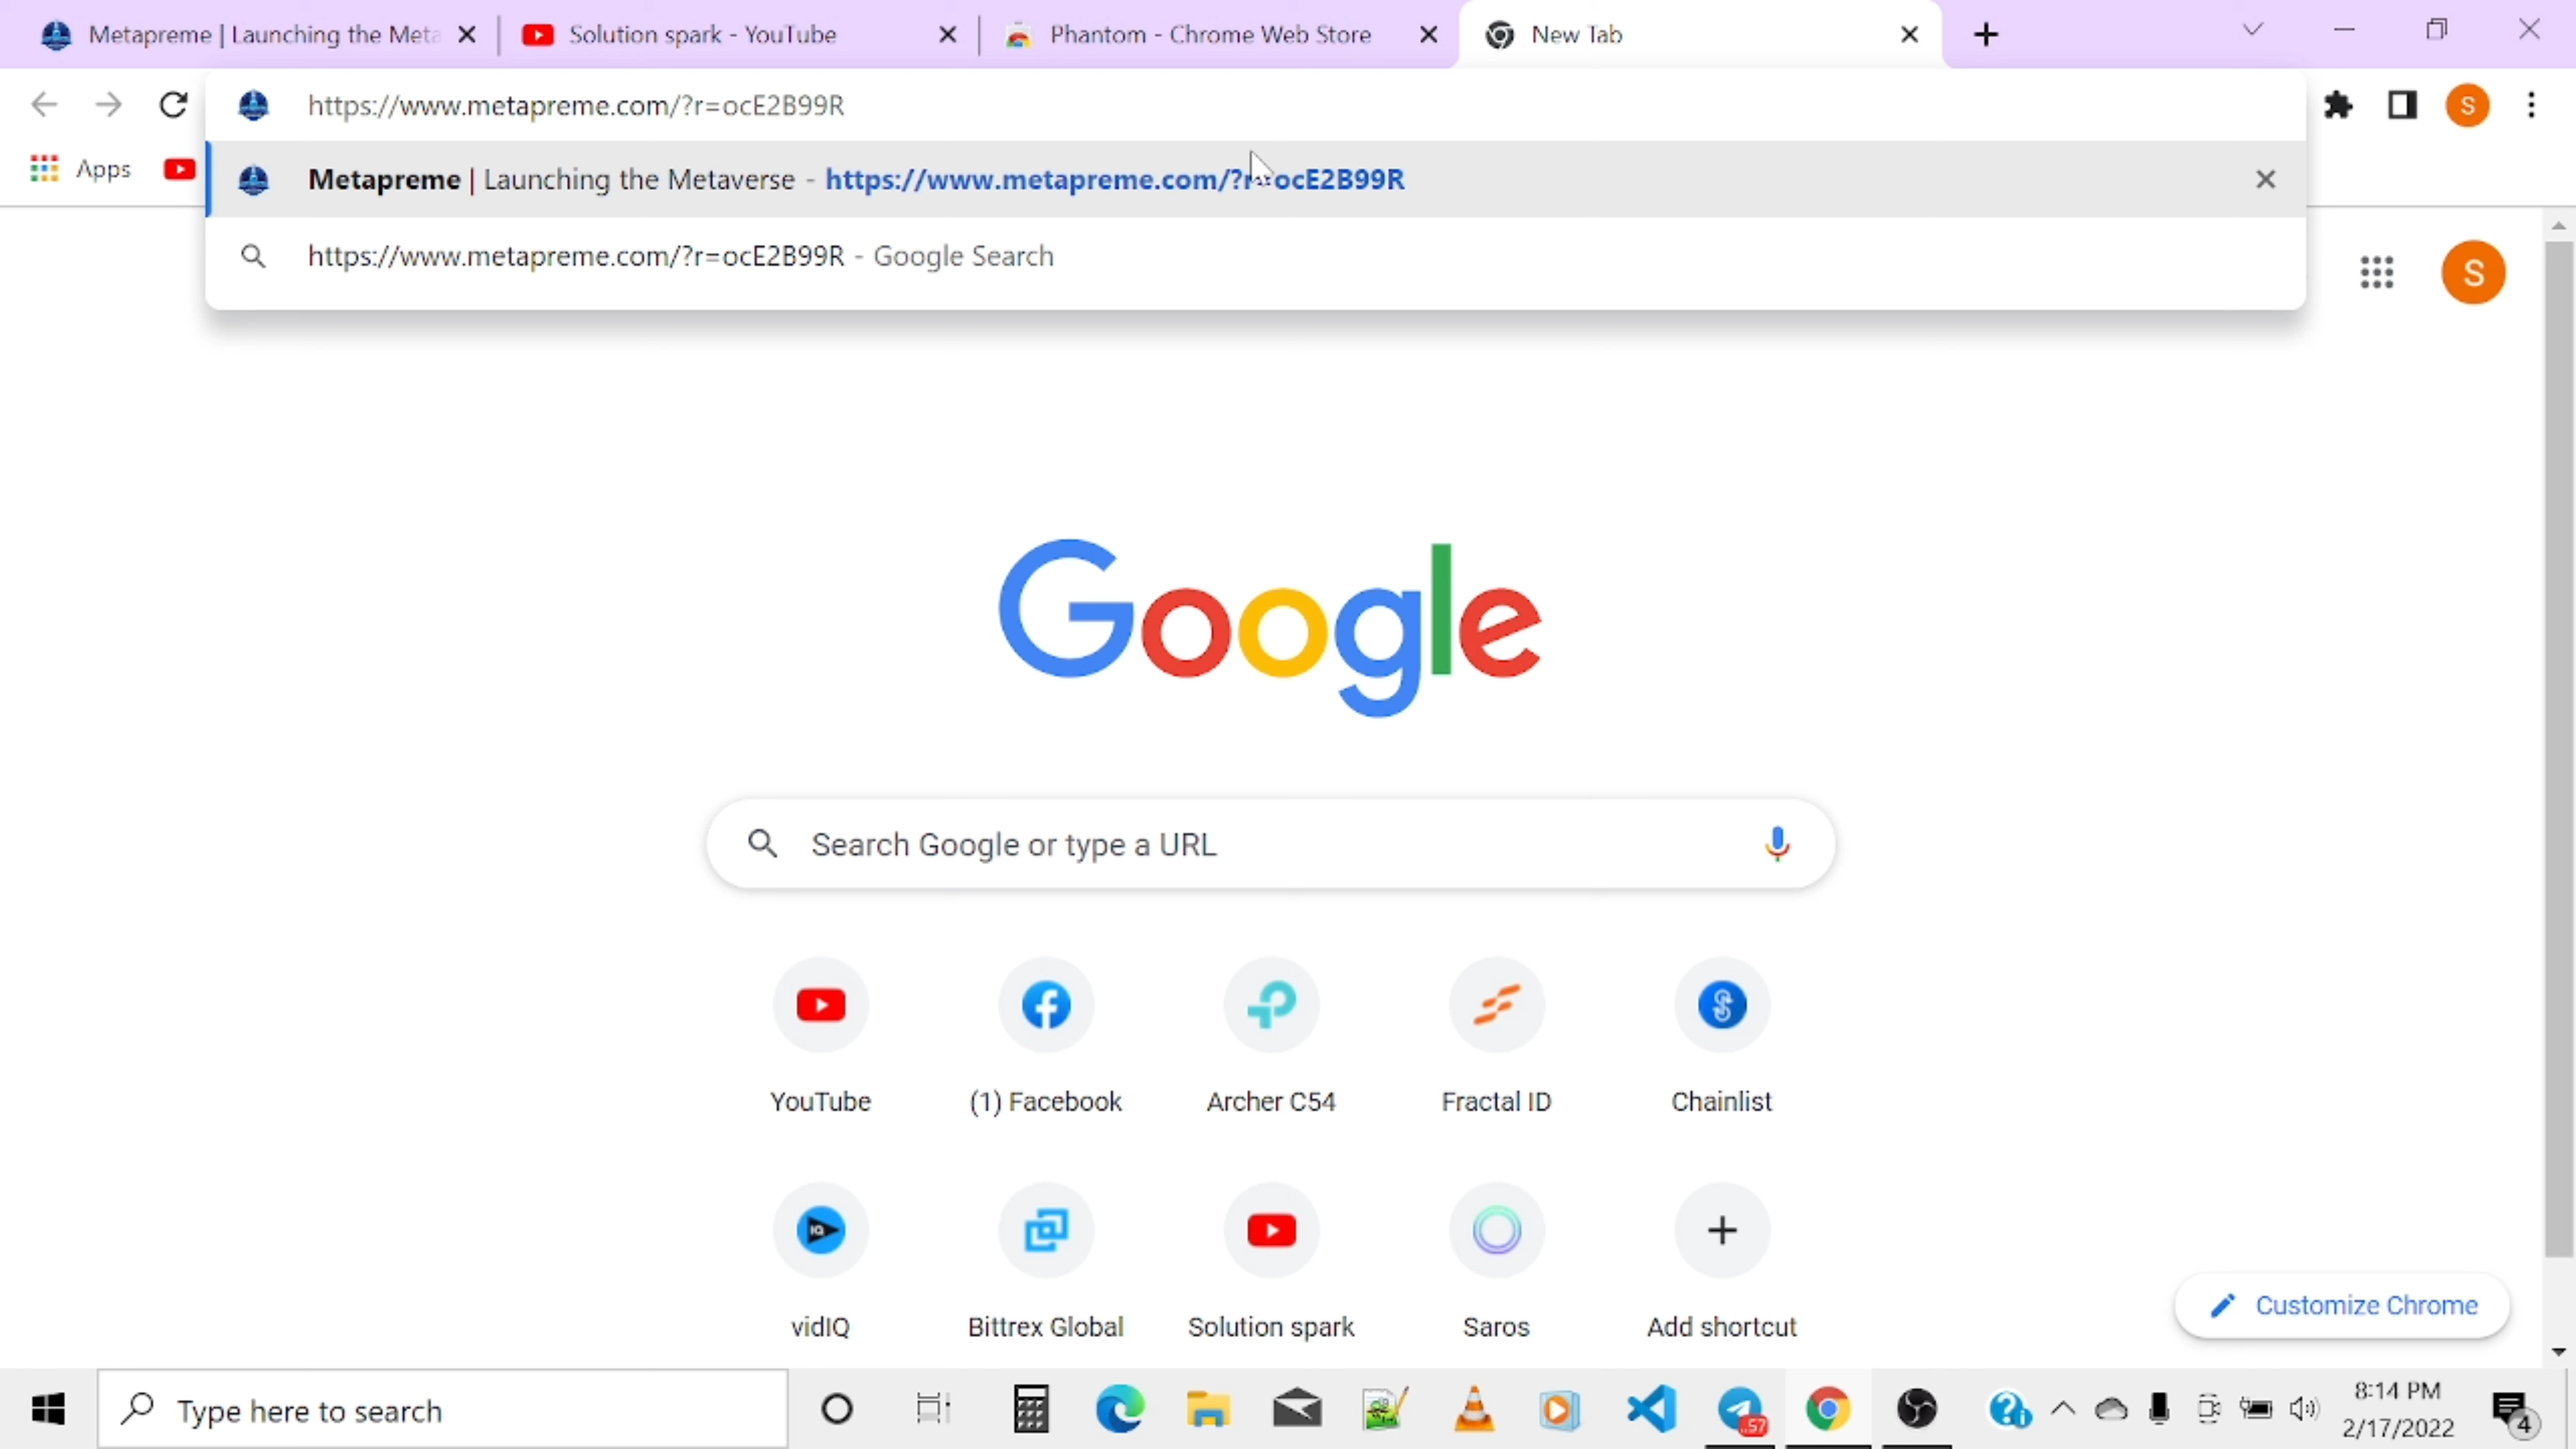 Metapreme | Launching the Meta
Solution spark - YouTube
Phantom - Chrome Web Store
New Tab
https://www.metapreme.com/?r=ocE2B99R
S
Apps
Metapreme | Launching the Metaverse - https://www.metapreme.com/?r=ocE2B99R
https://www.metapreme.com/?r=ocE2B99R - Google Search
S
Google
Search Google or type a URL
YouTube
(1) Facebook
Archer C54
Fractal ID
Chainlist
IQ
vidIQ
Bittrex Global
Solution spark
Saros
Add shortcut
Customize Chrome
Type here to search
57
8:14 PM
2/17/2022
4